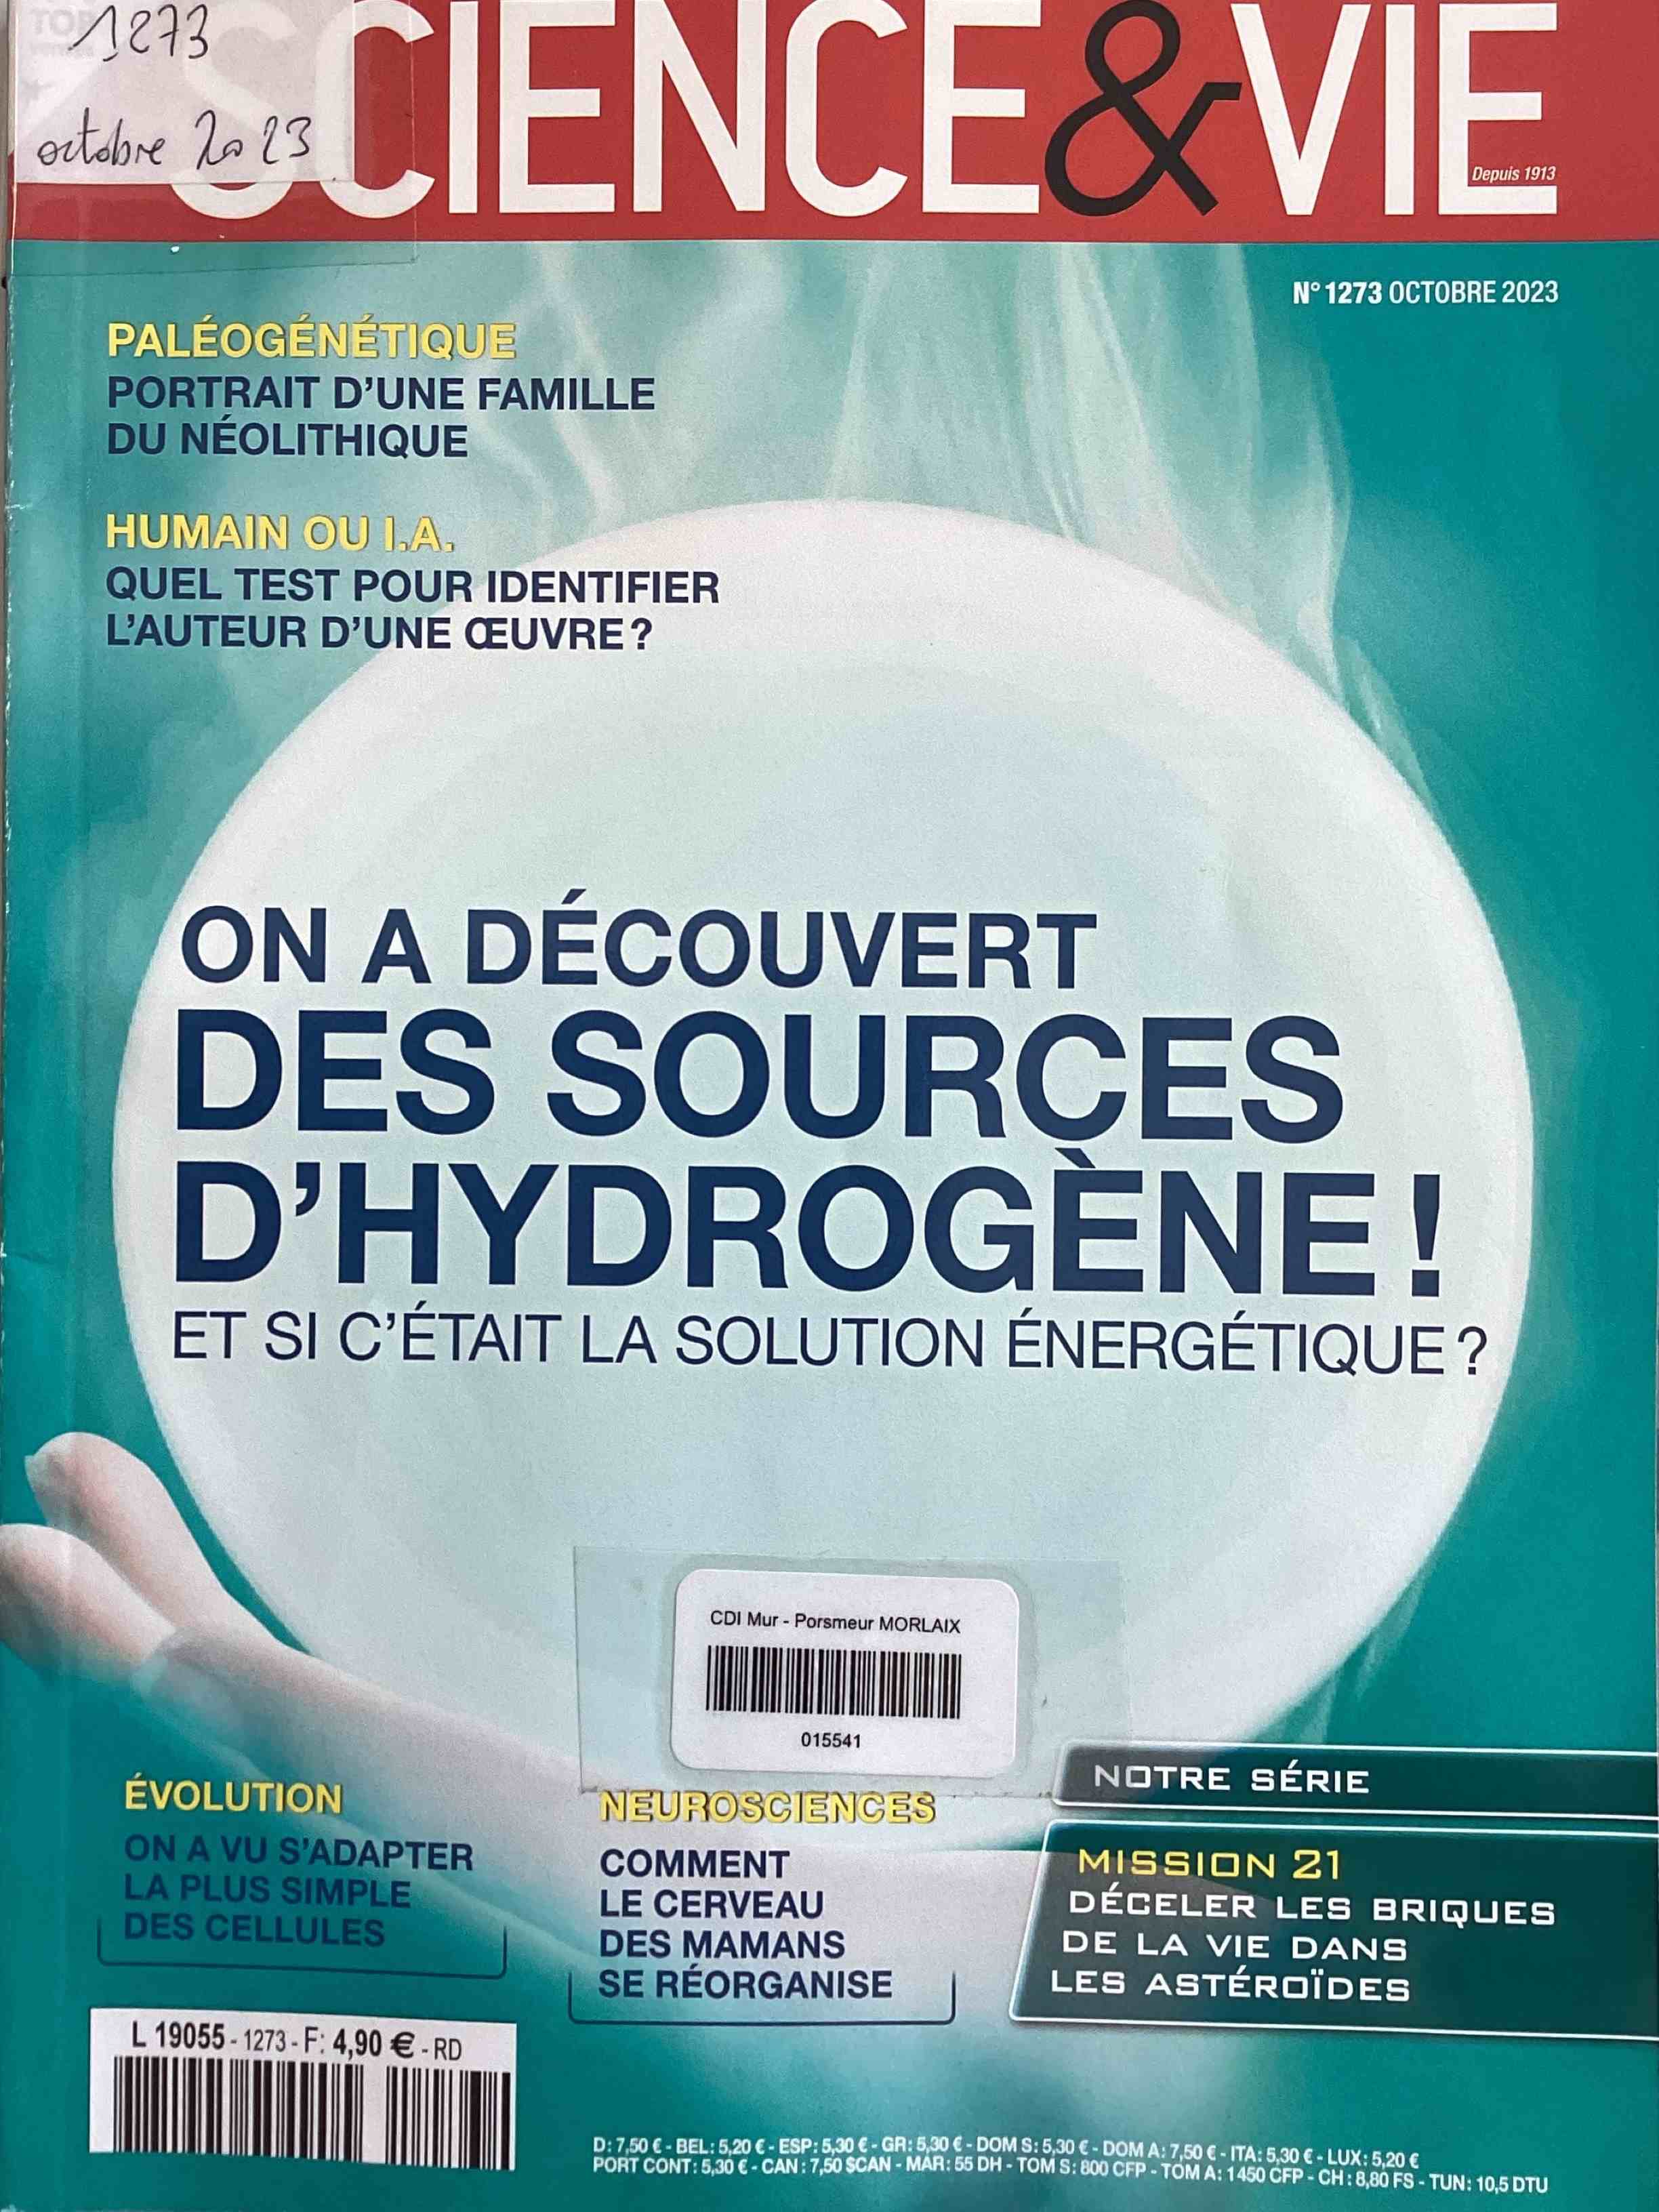 1273
octobre 2023
SCIENCE&VIE
Depuis 1913
N° 1273 OCTOBRE 2023
PALÉOGÉNÉTIQUE
PORTRAIT D'UNE FAMILLE
DU NÉOLITHIQUE
HUMAIN OU I.A.
QUEL TEST POUR IDENTIFIER
L'AUTEUR D'UNE ŒUVRE ?
ON A DÉCOUVERT
DES SOURCES
D'HYDROGÈNE !
ET SI C'ÉTAIT LA SOLUTION ÉNERGÉTIQUE ?
CDI Mur - Porsmeur MORLAIX
015541
ÉVOLUTION
ON A VU S'ADAPTER
LA PLUS SIMPLE
DES CELLULES
NEUROSCIENCES
COMMENT
LE CERVEAU
DES MAMANS
SE RÉORGANISE
NOTRE SÉRIE
MISSION 21
DÉCELER LES BRIQUES
DE LA VIE DANS
LES ASTÉROÏDES
L 19055 - 1273 - F: 4,90 € - RD
D: 7,50 € - BEL: 5,20 € - ESP: 5,30 € - GR: 5,30 € - DOM S: 5,30 € - DOM A: 7,50 € - ITA: 5,30 € - LUX: 5,20 €
PORT CONT: 5,30 € - CAN: 7,50 $CAN - MAR: 55 DH - TOM S: 800 CFP - TOM A: 1450 CFP - CH: 8,80 FS - TUN: 10,5 DTU